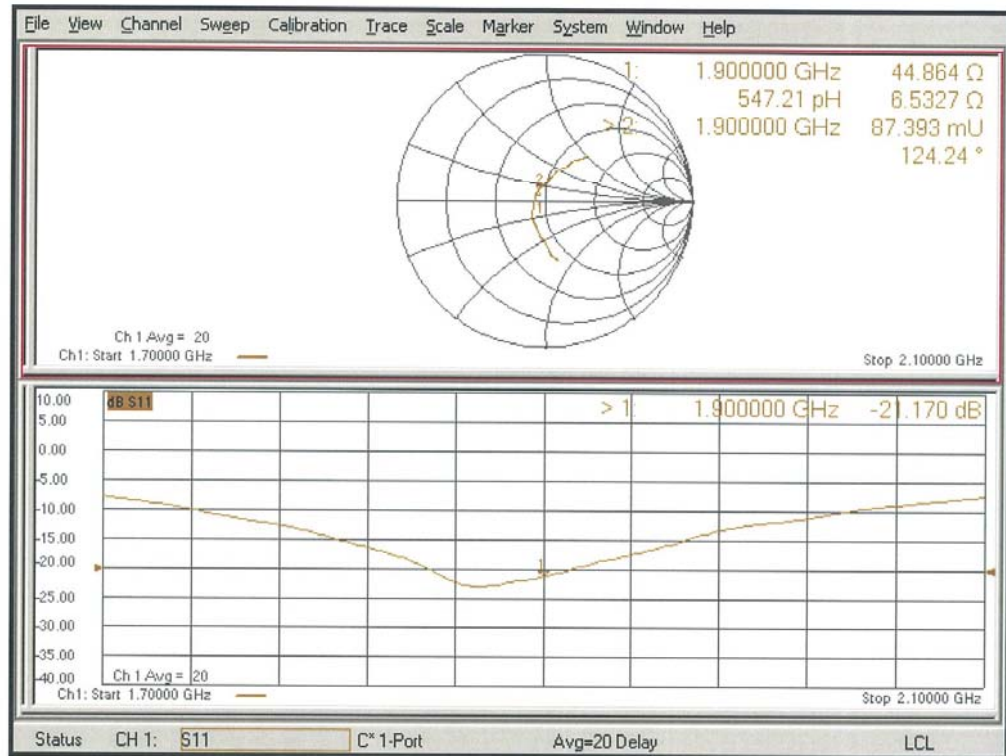 File View Channel Sweep Calibration Trace Scale Marker System Window Help
1: 1.900000 GHz 44.864 Ω
547.21 pH 6.5327 Ω
> 2: 1.900000 GHz 87.393 mU
124.24 °
2
1
Ch 1 Avg = 20
Ch1: Start 1.70000 GHz
Stop 2.10000 GHz
10.00
dB S11
> 1: 1.900000 GHz -21.170 dB
5.00
0.00
-5.00
-10.00
-15.00
-20.00
1
-25.00
-30.00
-35.00
-40.00
Ch 1 Avg = 20
Ch1: Start 1.70000 GHz
Stop 2.10000 GHz
Status CH 1: S11 C* 1-Port Avg=20 Delay LCL